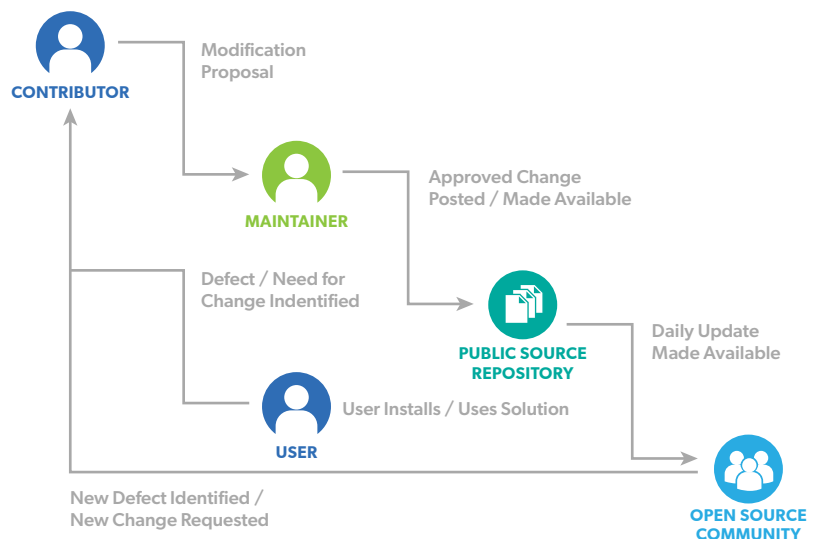 Modification
Proposal
CONTRIBUTOR
Approved Change
Posted / Made Available
MAINTAINER
Defect / Need for
Change Indentified
Daily Update
Made Available
PUBLIC SOURCE
REPOSITORY
User Installs / Uses Solution
USER
New Defect Identified /
New Change Requested
OPEN SOURCE
COMMUNITY